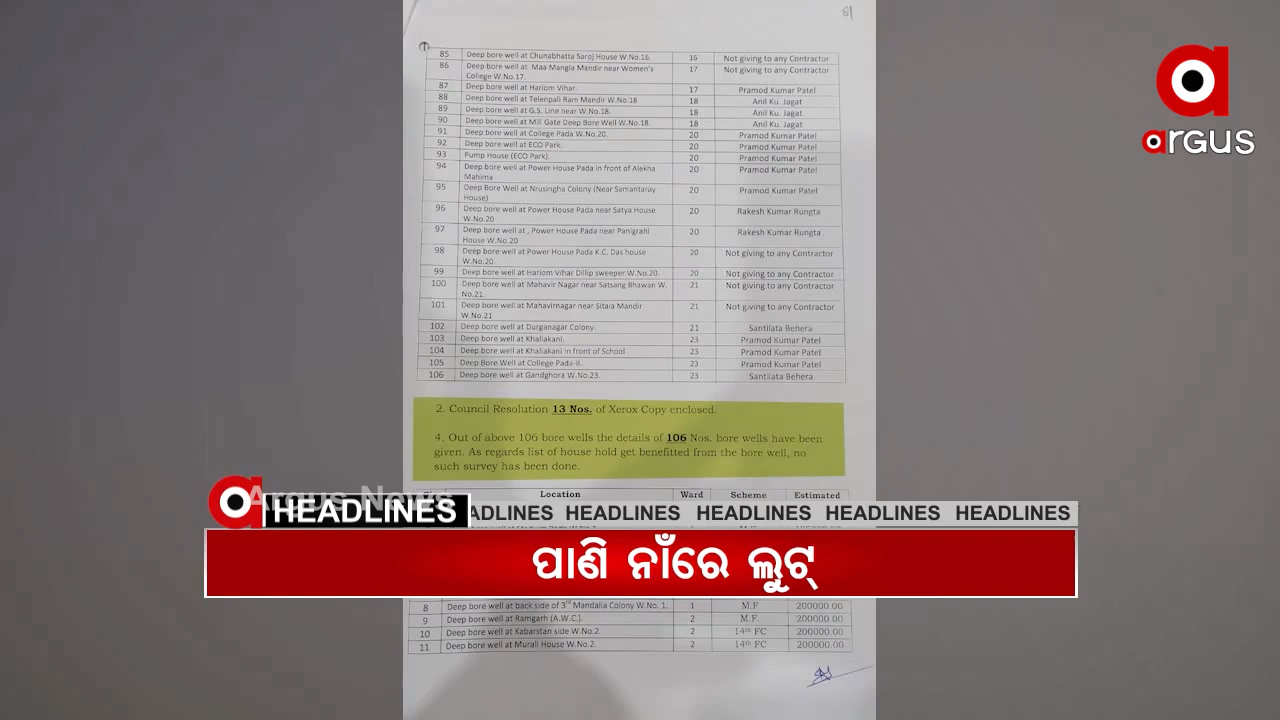 81
85 Deep bore well at Chunabhatta Saroj House W.No.16. 16 Not giving to any Contractor
86 Deep bore well at Maa Mangla Mandir near Women's 17 Not giving to any Contractor
College W.No.17.
87 Deep bore well at Hariom Vihar. 17 Pramod Kumar Patel
88 Deep bore well at Telenpali Ram Mandir W.No.18 18 Anil Ku. Jagat
89 Deep bore well at G.S. Line near W.No.18. 18 Anil Ku. Jagat
90 Deep bore well at Mill Gate Deep Bore Well W.No.18. 18 Anil Ku. Jagat
91 Deep bore well at College Pada W.No.20. 20 Pramod Kumar Patel
92 Deep bore well at ECO Park. 20 Pramod Kumar Patel
93 Pump House (ECO Park). 20 Pramod Kumar Patel
94 Deep bore well at Power House Pada in front of Alekha 20 Pramod Kumar Patel
Mahima
95 Deep Bore Well at Nrusingha Colony (Near Samantaray 20 Pramod Kumar Patel
House)
96 Deep bore well at Power House Pada near Satya House 20 Rakesh Kumar Rungta
W.No.20
97 Deep bore well at , Power House Pada near Panigrahi 20 Rakesh Kumar Rungta
House W.No.20
98 Deep bore well at Power House Pada K.C. Das house 20 Not giving to any Contractor
W.No.20.
99 Deep bore well at Hariom Vihar Dillip sweeper W.No.20. 20 Not giving to any Contractor
100 Deep bore well at Mahavir Nagar near Satsang Bhawan W. 21 Not giving to any Contractor
No.21.
101 Deep bore well at Mahavirnagar near Sitala Mandir 21 Not giving to any Contractor
W.No.21
102 Deep bore well at Durganagar Colony. 21 Santilata Behera
103 Deep bore well at Khaliakani. 23 Pramod Kumar Patel
104 Deep bore well at Khaliakani in front of School 23 Pramod Kumar Patel
105 Deep Bore Well at College Pada-II. 23 Pramod Kumar Patel
106 Deep bore well at Gandghora W.No.23. 23 Santilata Behera
2. Council Resolution 13 Nos. of Xerox Copy enclosed.
4. Out of above 106 bore wells the details of 106 Nos. bore wells have been
given. As regards list of house hold get benefitted from the bore well, no
such survey has been done.
Location Ward Scheme Estimated
Argus News
HEADLINES ADLINES HEADLINES HEADLINES HEADLINES HEADLINES
ପାଣି ନାଁରେ ଲୁଟ୍
8 Deep bore well at back side of 3rd Mandalia Colony W.No. 1. 1 M.F 200000.00
9 Deep bore well at Ramgarh (A.W.C). 2 M.F. 200000.00
10 Deep bore well at Kabarstan side W.No.2. 2 14th FC 200000.00
11 Deep bore well at Murali House W.No.2. 2 14th FC 200000.00
argus